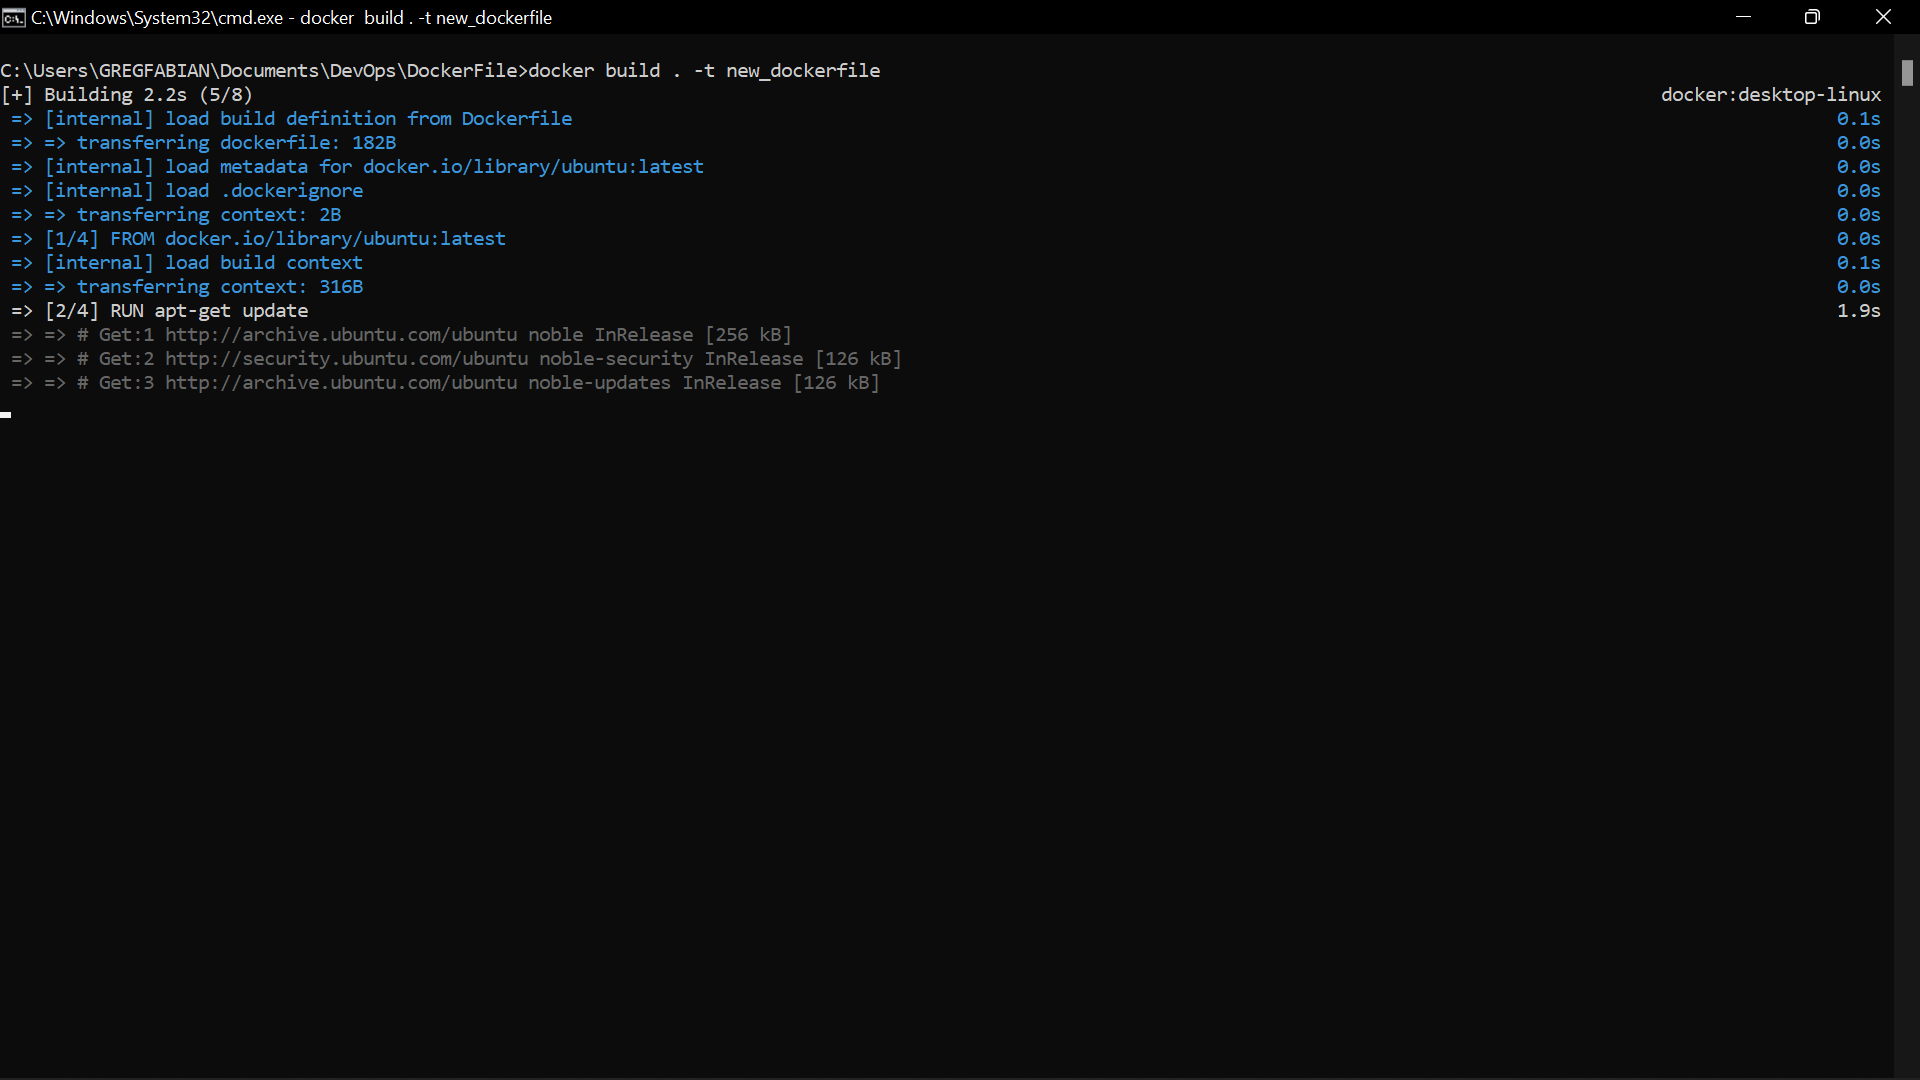 C:\Windows\System32\cmd.exe - docker  build . -t new_dockerfile
C:\Users\GREGFABIAN\Documents\DevOps\DockerFile>docker build . -t new_dockerfile
[+] Building 2.2s (5/8) docker:desktop-linux
=> [internal] load build definition from Dockerfile 0.1s
=> => transferring dockerfile: 182B 0.0s
=> [internal] load metadata for docker.io/library/ubuntu:latest 0.0s
=> [internal] load .dockerignore 0.0s
=> => transferring context: 2B 0.0s
=> [1/4] FROM docker.io/library/ubuntu:latest 0.0s
=> [internal] load build context 0.1s
=> => transferring context: 316B 0.0s
=> [2/4] RUN apt-get update 1.9s
=> => # Get:1 http://archive.ubuntu.com/ubuntu noble InRelease [256 kB]
=> => # Get:2 http://security.ubuntu.com/ubuntu noble-security InRelease [126 kB]
=> => # Get:3 http://archive.ubuntu.com/ubuntu noble-updates InRelease [126 kB]